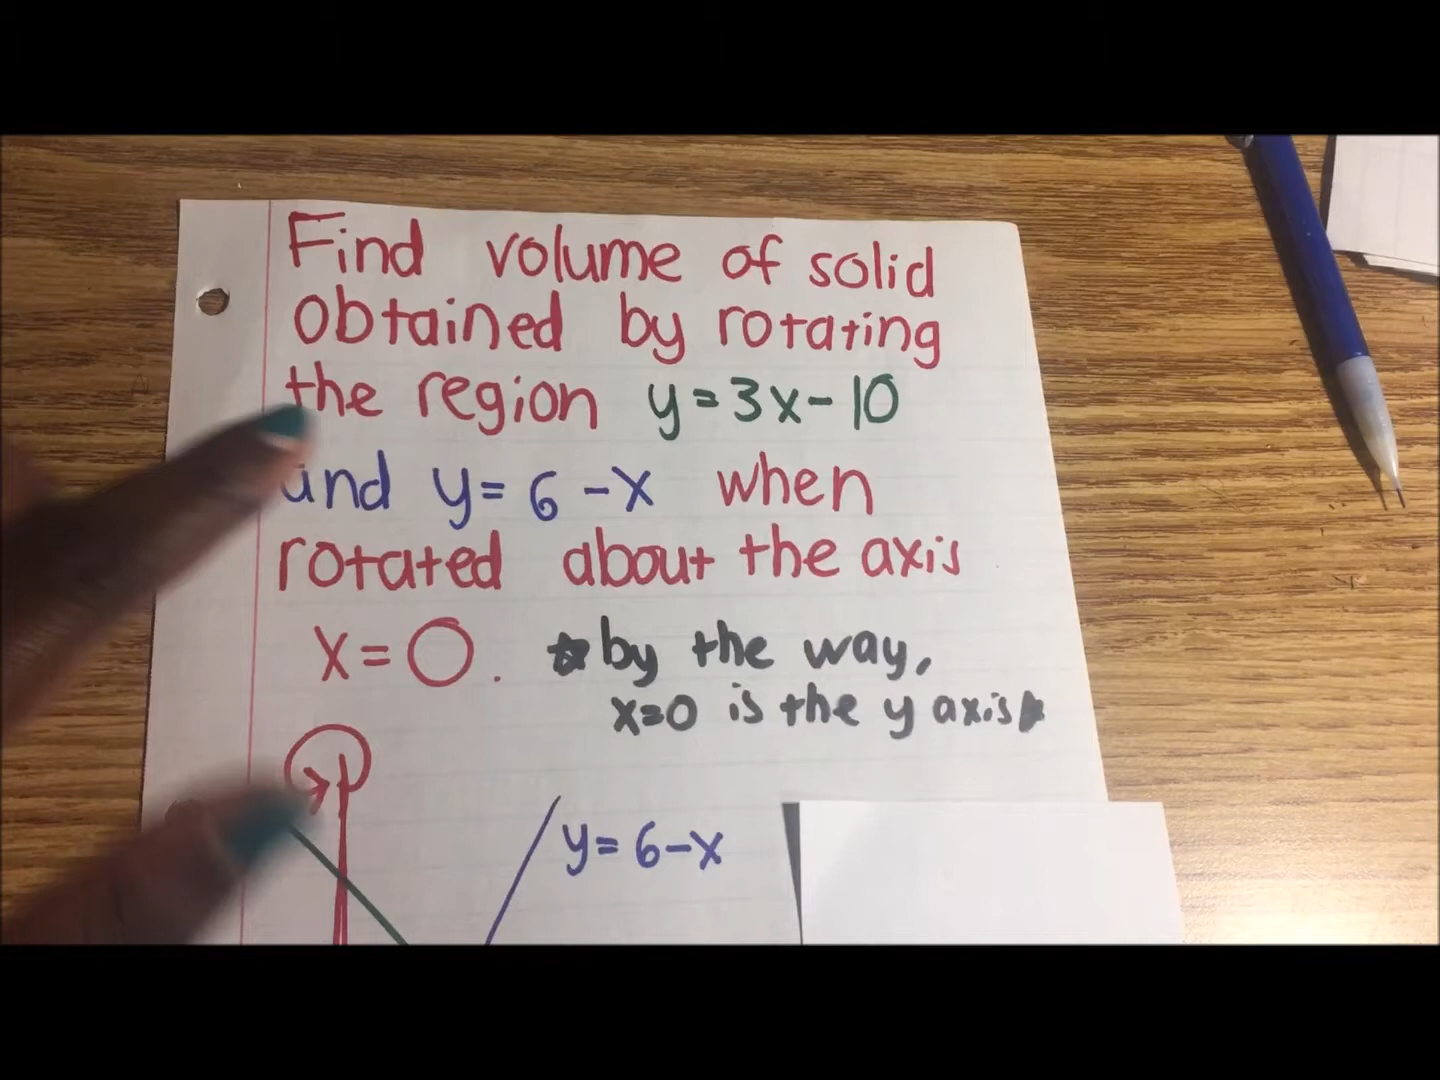 Find volume of solid
obtained by rotating
the region y=3x-10
and y=6-x when
rotated about the axis
x=0. ☆by the way,
x=0 is the y axis☆
y=6-x